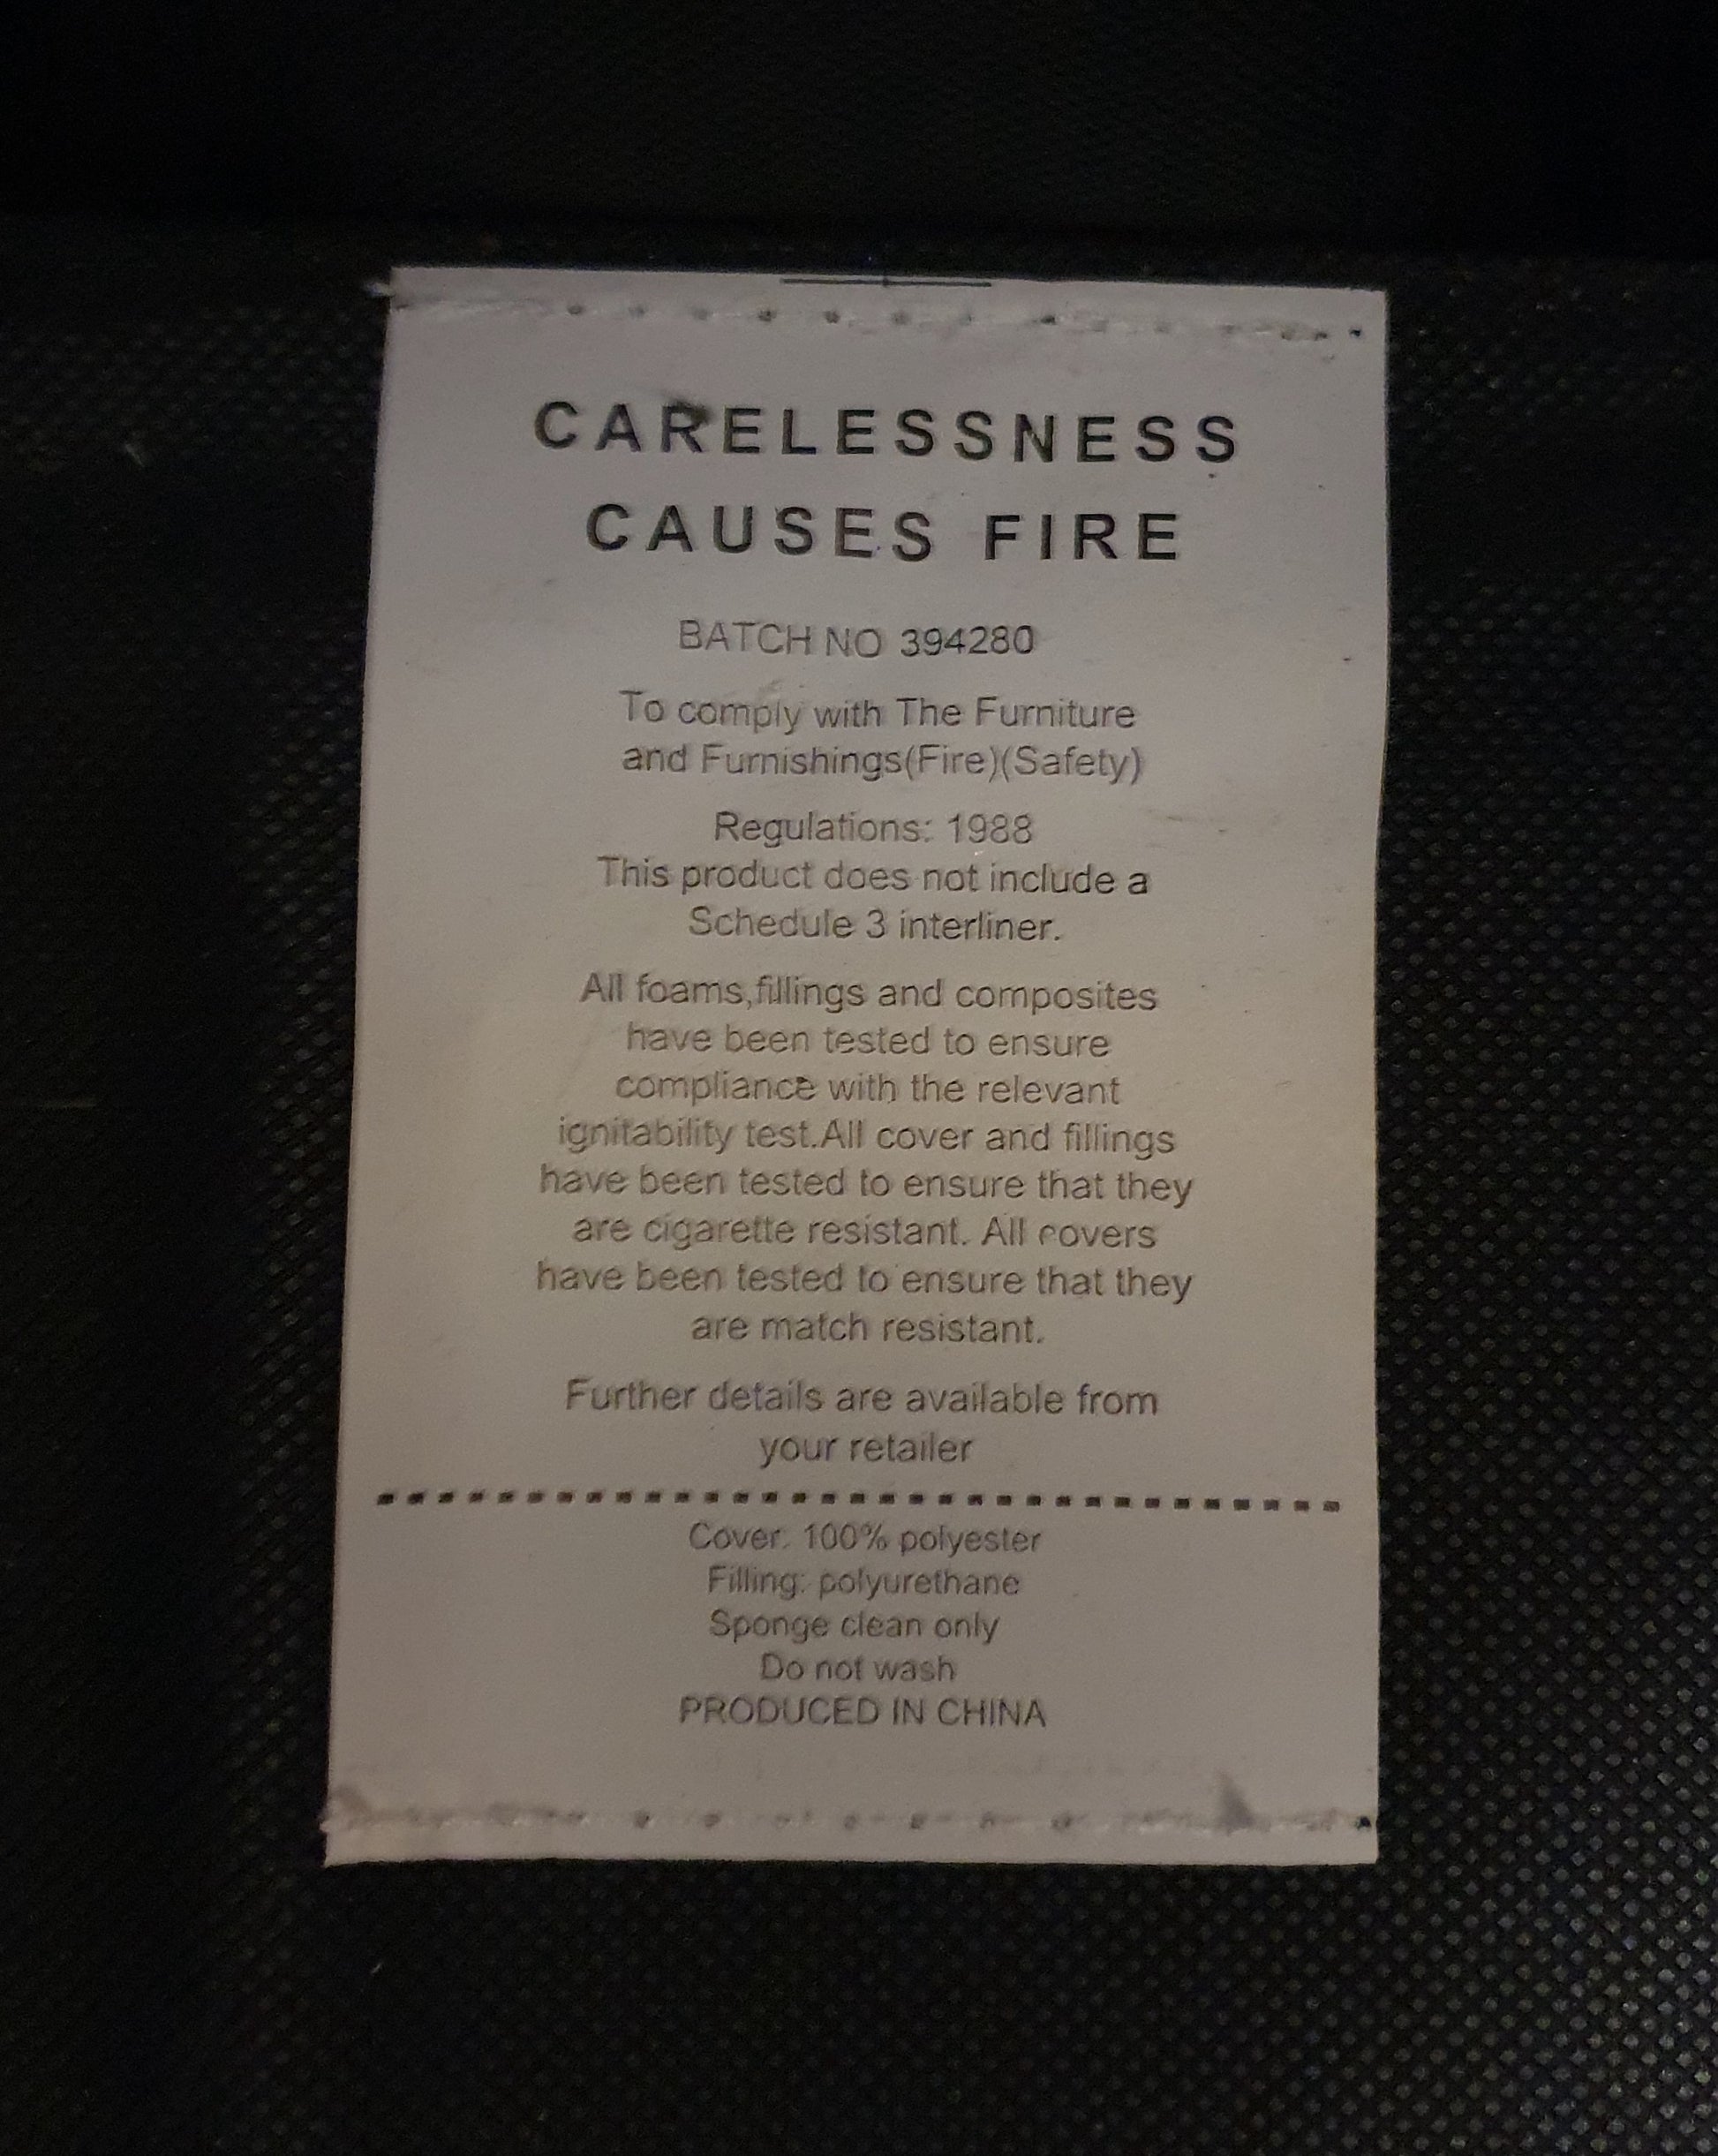 CARELESSNESS
CAUSES FIRE
BATCH NO 394280
To comply with The Furniture
and Furnishings(Fire)(Safety)
Regulations: 1988
This product does not include a
Schedule 3 interliner.
All foams,fillings and composites
have been tested to ensure
compliance with the relevant
ignitability test.All cover and fillings
have been tested to ensure that they
are cigarette resistant. All covers
have been tested to ensure that they
are match resistant.
Further details are available from
your retailer
Cover: 100% polyester
Filling: polyurethane
Sponge clean only
Do not wash
PRODUCED IN CHINA